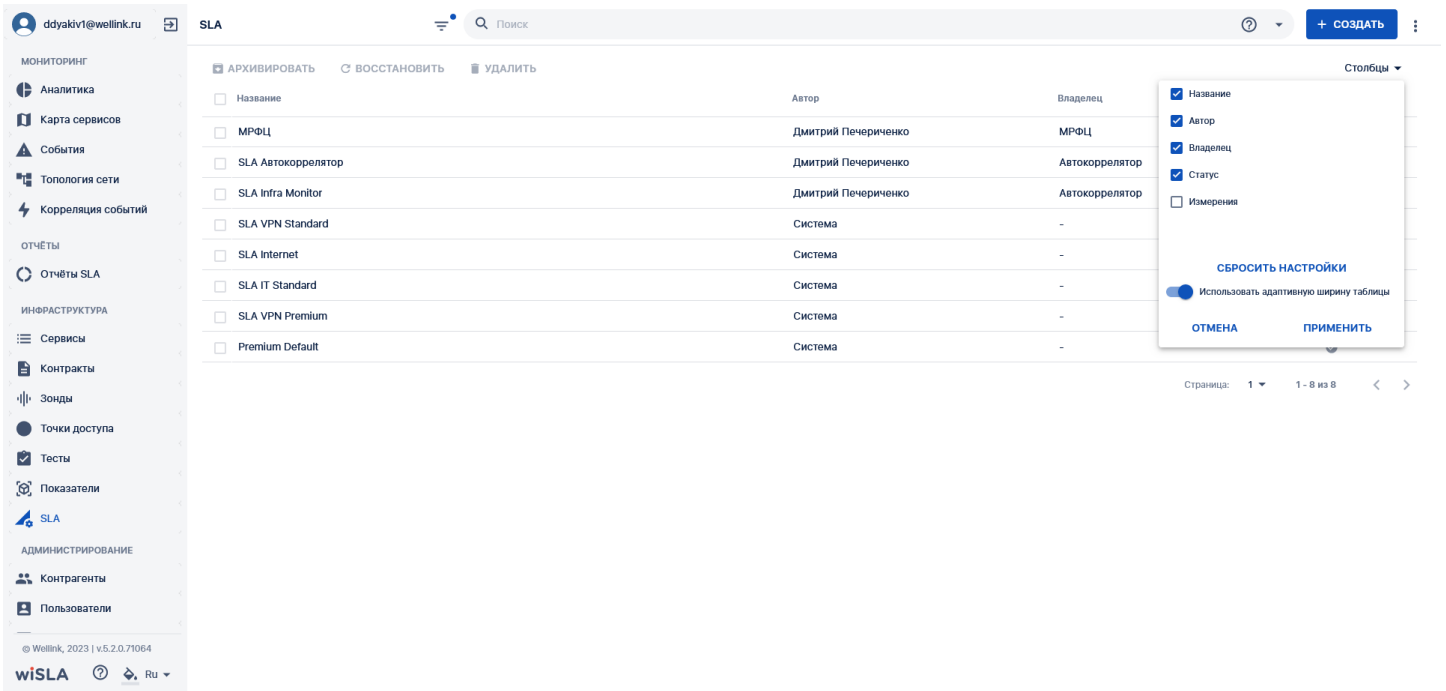 ddyakiv1@wellink.ru
МОНИТОРИНГ
Аналитика
Карта сервисов
События
Топология сети
Корреляция событий
ОТЧЁТЫ
Отчёты SLA
ИНФРАСТРУКТУРА
Сервисы
Контракты
Зонды
Точки доступа
Тесты
Показатели
SLA
АДМИНИСТРИРОВАНИЕ
Контрагенты
Пользователи
© Wellink, 2023 | v.5.2.0.71064
wiSLA Ru
SLA Поиск + СОЗДАТЬ
АРХИВИРОВАТЬ ВОССТАНОВИТЬ УДАЛИТЬ Столбцы
Название Автор Владелец
МРФЦ Дмитрий Печериченко МРФЦ
SLA Автокоррелятор Дмитрий Печериченко Автокоррелятор
SLA Infra Monitor Дмитрий Печериченко Автокоррелятор
SLA VPN Standard Система -
SLA Internet Система -
SLA IT Standard Система -
SLA VPN Premium Система -
Premium Default Система -
Название
Автор
Владелец
Статус
Измерения
СБРОСИТЬ НАСТРОЙКИ
Использовать адаптивную ширину таблицы
ОТМЕНА ПРИМЕНИТЬ
Страница: 1 1 - 8 из 8